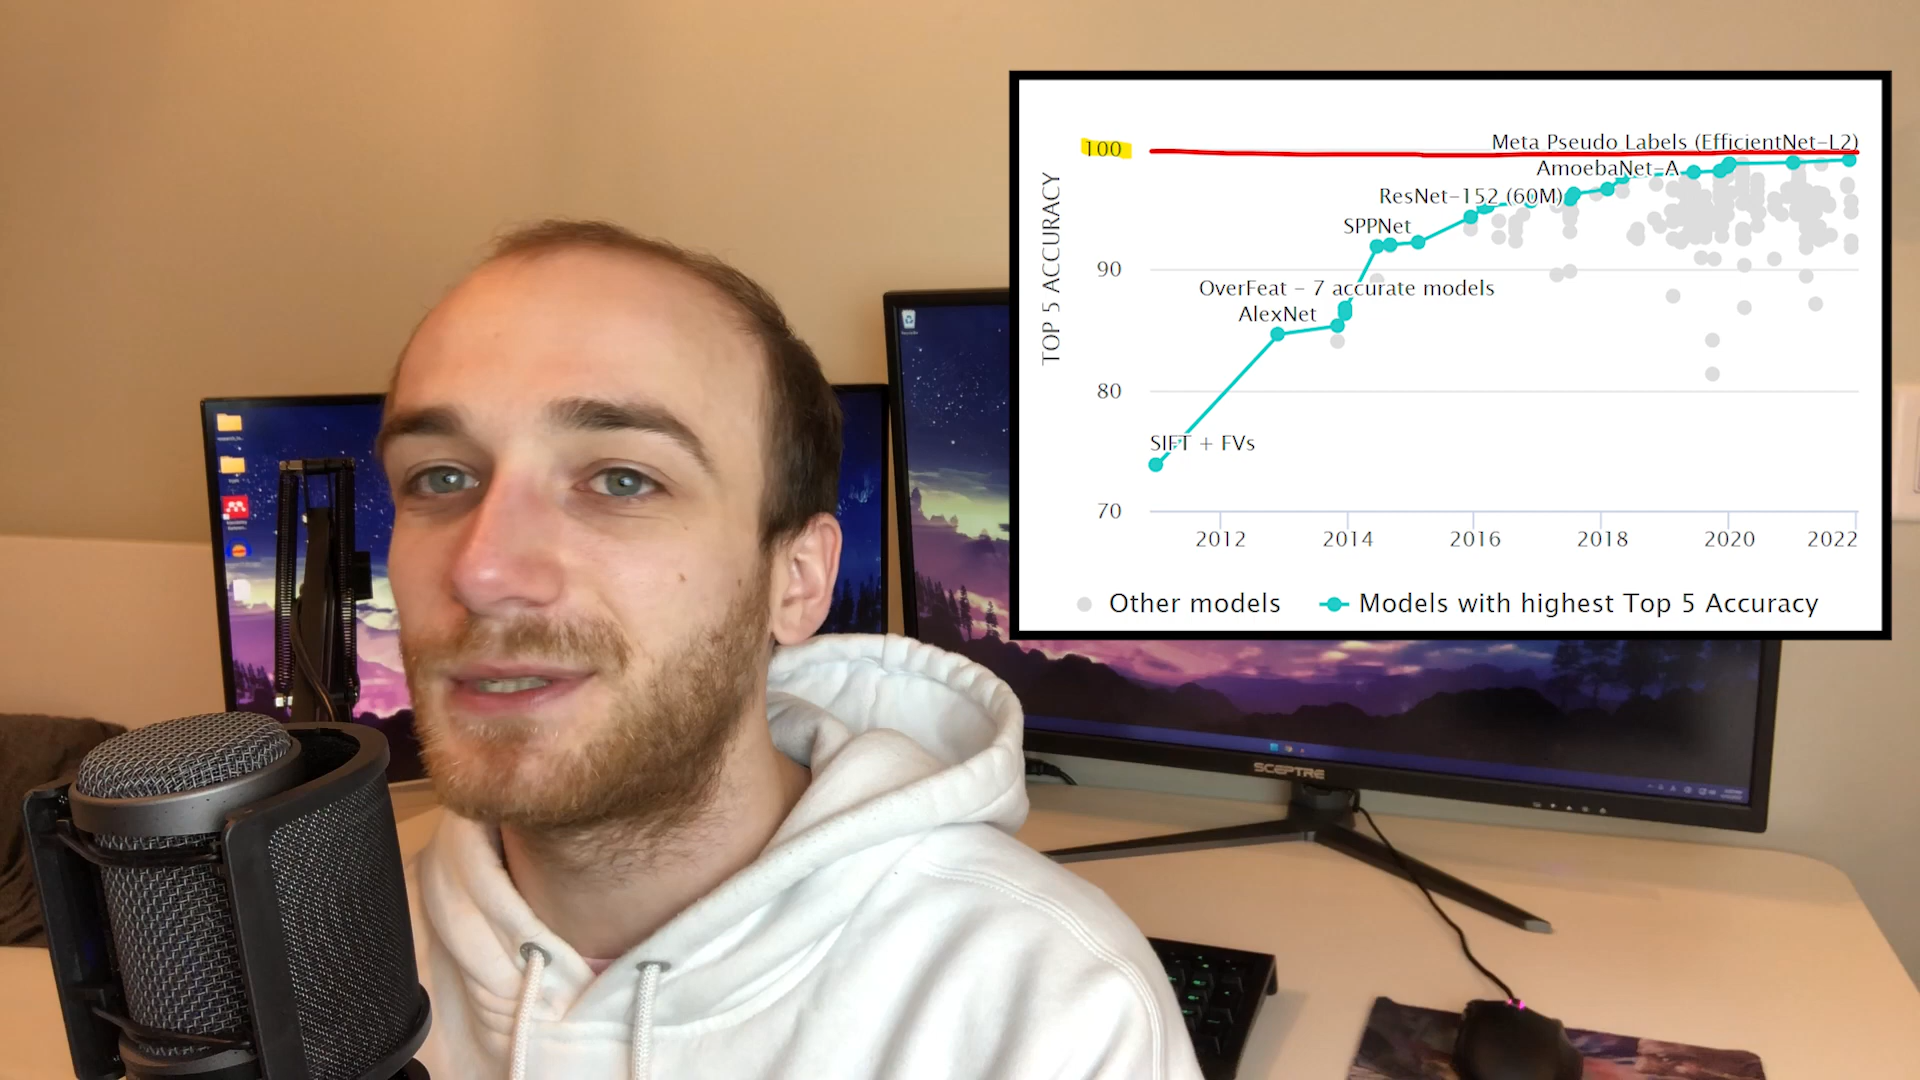 100
Meta Pseudo Labels (EfficientNet-L2)
AmoebaNet-A
ResNet-152 (60M)
SPPNet
90
OverFeat - 7 accurate models
AlexNet
80
SIFT + FVs
70
TOP 5 ACCURACY
2012 2014 2016 2018 2020 2022
Other models Models with highest Top 5 Accuracy
SCEPTRE